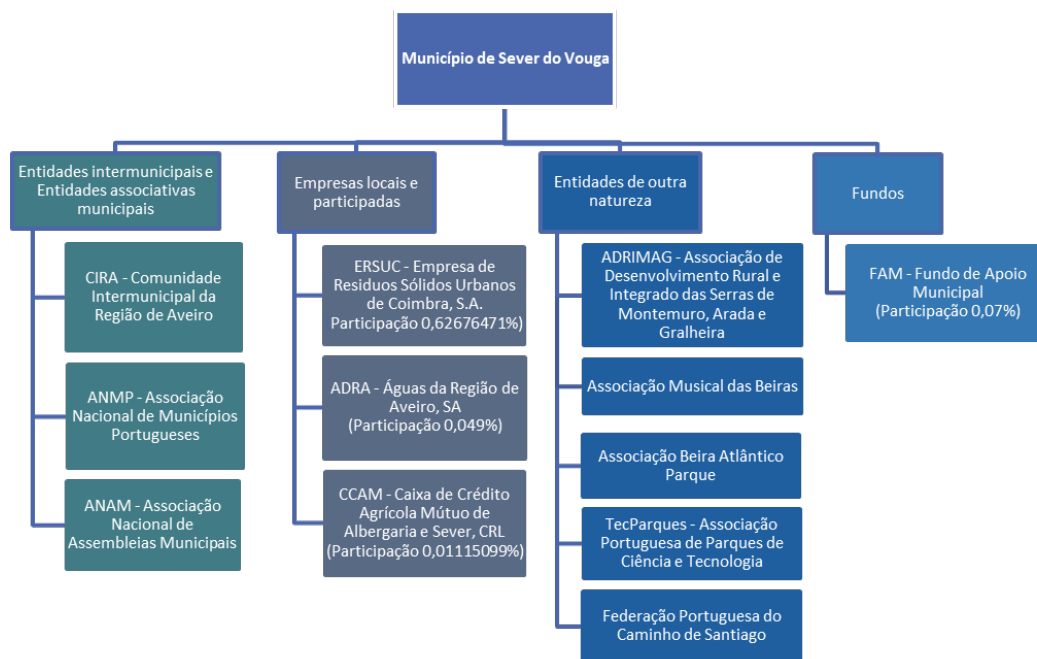 Município de Sever do Vouga
Entidades intermunicipais e
Entidades associativas
municipais
CIRA - Comunidade
Intermunicipal da
Região de Aveiro
ANMP - Associação
Nacional de Municípios
Portugueses
ANAM - Associação
Nacional de
Assembleias Municipais
Empresas locais e
participadas
ERSUC - Empresa de
Residuos Sólidos Urbanos
de Coimbra, S.A.
Participação 0,62676471%)
ADRA - Águas da Região de
Aveiro, SA
(Participação 0,049%)
CCAM - Caixa de Crédito
Agrícola Mútuo de
Albergaria e Sever, CRL
(Participação 0,01115099%)
Entidades de outra
natureza
ADRIMAG - Associação de
Desenvolvimento Rural e
Integrado das Serras de
Montemuro, Arada e
Gralheira
Associação Musical das Beiras
Associação Beira Atlântico
Parque
TecParques - Associação
Portuguesa de Parques de
Ciência e Tecnologia
Federação Portuguesa do
Caminho de Santiago
Fundos
FAM - Fundo de Apoio
Municipal
(Participação 0,07%)